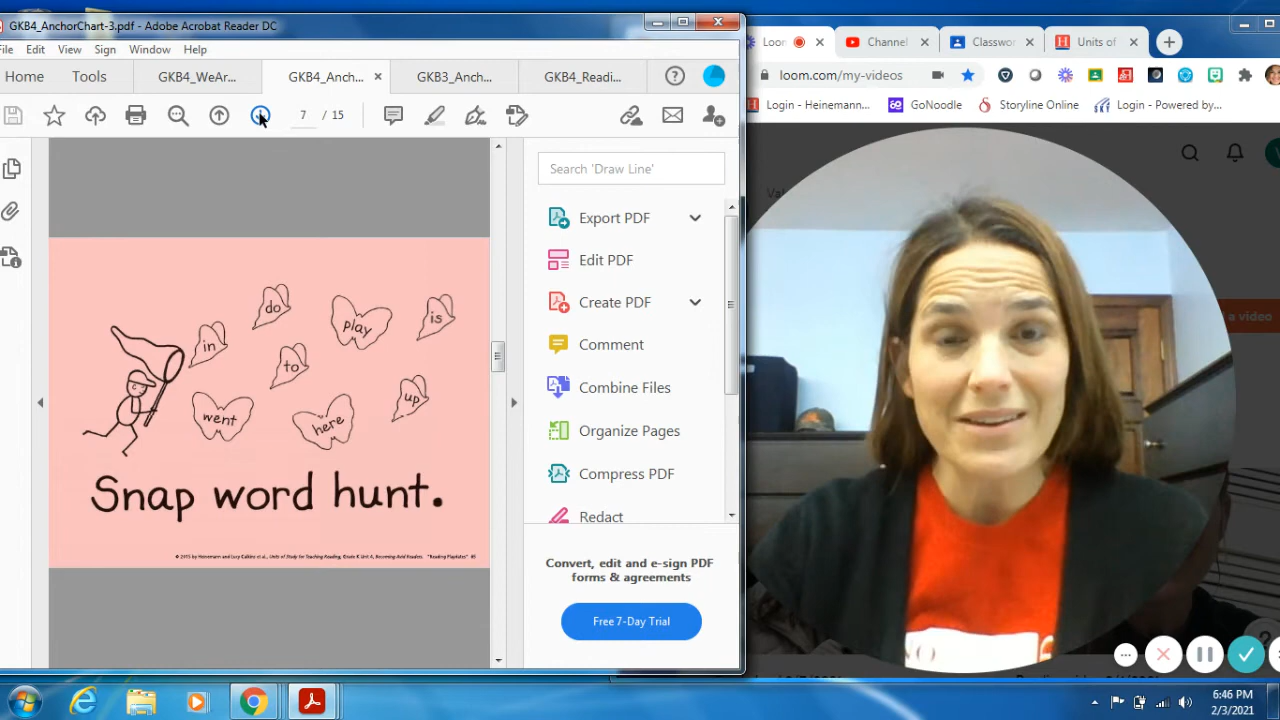 GKB4_AnchorChart-3.pdf - Adobe Acrobat Reader DC
File Edit View Sign Window Help
Home Tools GKB4_WeAr... GKB4_Anch... × GKB3_Anch... GKB4_Readi...
7 / 15
Search 'Draw Line'
Export PDF
Edit PDF
Create PDF
Comment
Combine Files
Organize Pages
Compress PDF
Redact
Convert, edit and e-sign PDF
forms & agreements
Free 7-Day Trial
do
play
is
in
to
went
here
up
Snap word hunt.
Loon
Channel
Classwor
Units of
loom.com/my-videos
Login - Heinemann...
GoNoodle
Storyline Online
Login - Powered by...
a video
NO
6:46 PM
2/3/2021